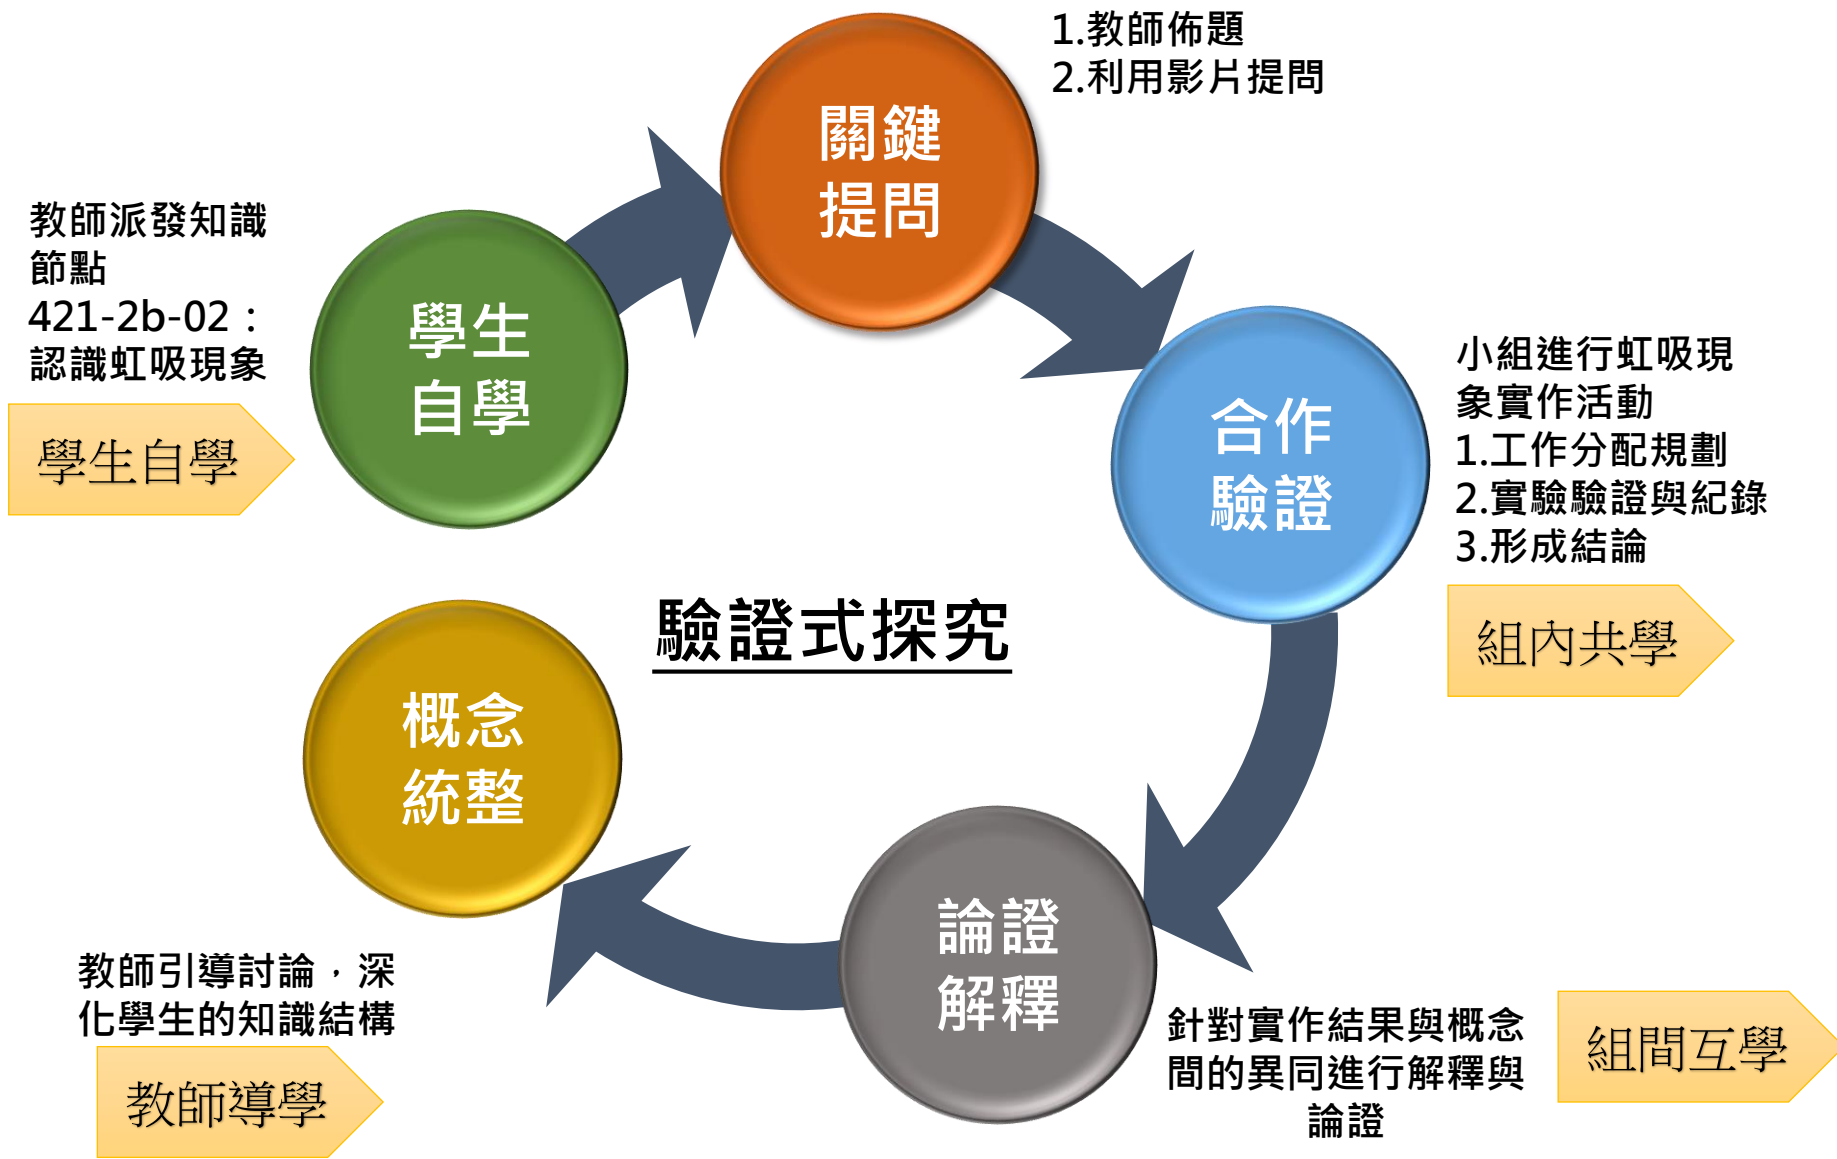 教師派發知識
節點
421-2b-02：
認識虹吸現象
學生自學
學生
自學
關鍵
提問
1.教師佈題
2.利用影片提問
合作
驗證
小組進行虹吸現
象實作活動
1.工作分配規劃
2.實驗驗證與紀錄
3.形成結論
組內共學
驗證式探究
論證
解釋
針對實作結果與概念
間的異同進行解釋與
論證
組間互學
概念
統整
教師引導討論，深
化學生的知識結構
教師導學